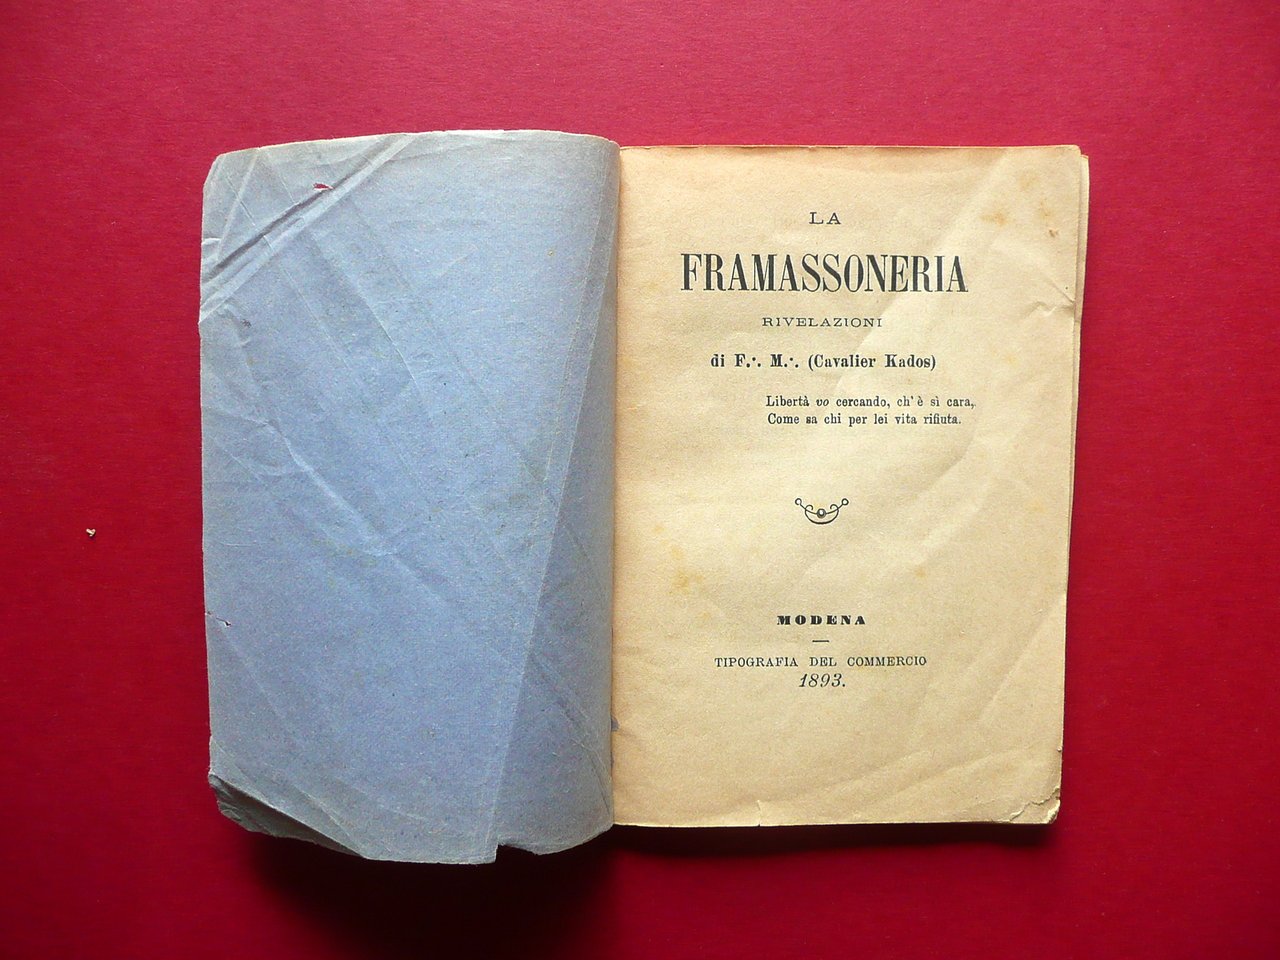 LA
FRAMASSONERIA
RIVELAZIONI
di F.∴ M.∴ (Cavalier Kados)
Libertà vo cercando, ch' è sì cara,
Come sa chi per lei vita rifiuta.
MODENA
TIPOGRAFIA DEL COMMERCIO
1893.